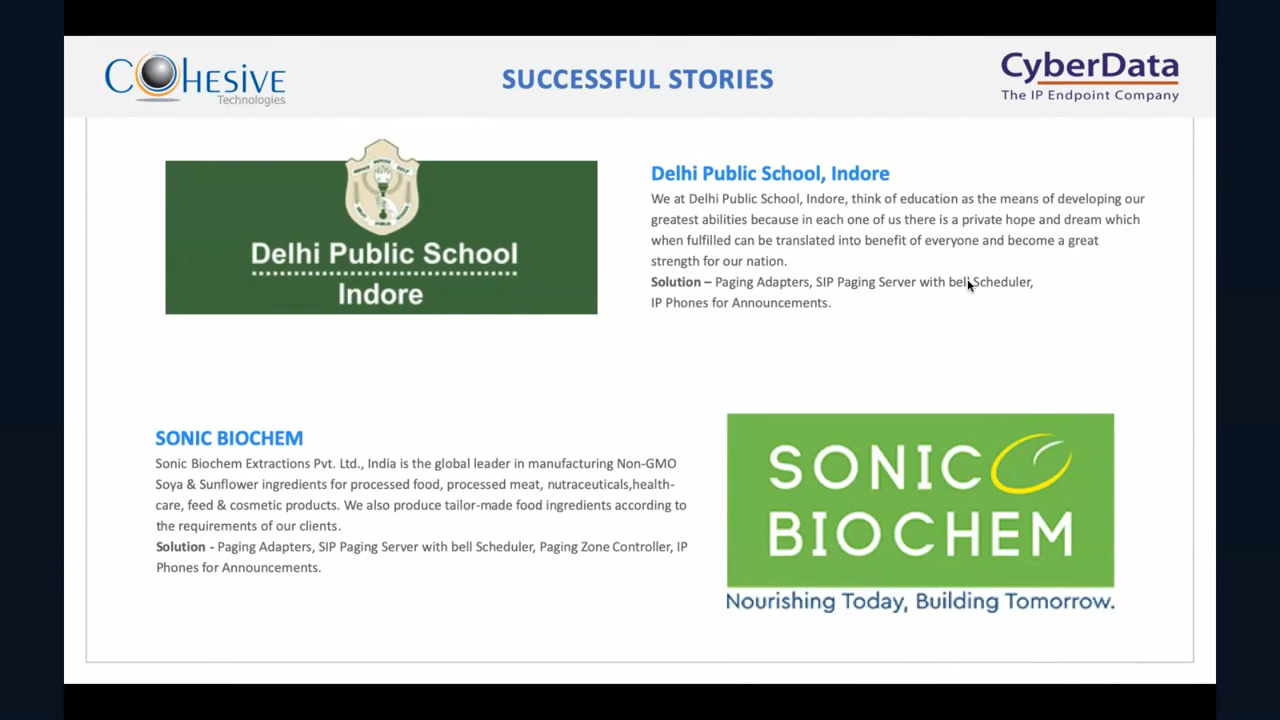 COHESIVE
Technologies
SUCCESSFUL STORIES
CyberData
The IP Endpoint Company
Delhi Public School
Indore
Delhi Public School, Indore
We at Delhi Public School, Indore, think of education as the means of developing our
greatest abilities because in each one of us there is a private hope and dream which
when fulfilled can be translated into benefit of everyone and become a great
strength for our nation.
Solution – Paging Adapters, SIP Paging Server with bell Scheduler,
IP Phones for Announcements.
SONIC BIOCHEM
Sonic Biochem Extractions Pvt. Ltd., India is the global leader in manufacturing Non-GMO
Soya & Sunflower ingredients for processed food, processed meat, nutraceuticals,health-
care, feed & cosmetic products. We also produce tailor-made food ingredients according to
the requirements of our clients.
Solution - Paging Adapters, SIP Paging Server with bell Scheduler, Paging Zone Controller, IP
Phones for Announcements.
SONIC
BIOCHEM
Nourishing Today, Building Tomorrow.